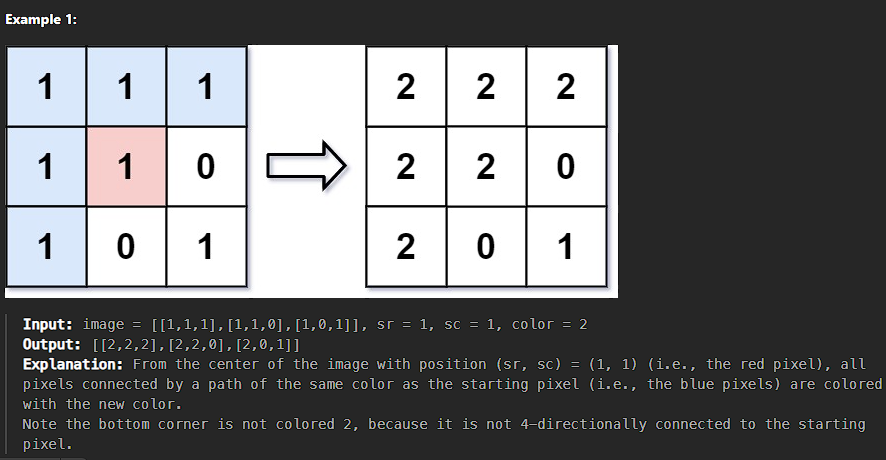 Example 1:
1 1 1 2 2 2
1 1 0 2 2 0
1 0 1 2 0 1
Input: image = [[1,1,1],[1,1,0],[1,0,1]], sr = 1, sc = 1, color = 2
Output: [[2,2,2],[2,2,0],[2,0,1]]
Explanation: From the center of the image with position (sr, sc) = (1, 1) (i.e., the red pixel), all
pixels connected by a path of the same color as the starting pixel (i.e., the blue pixels) are colored
with the new color.
Note the bottom corner is not colored 2, because it is not 4-directionally connected to the starting
pixel.